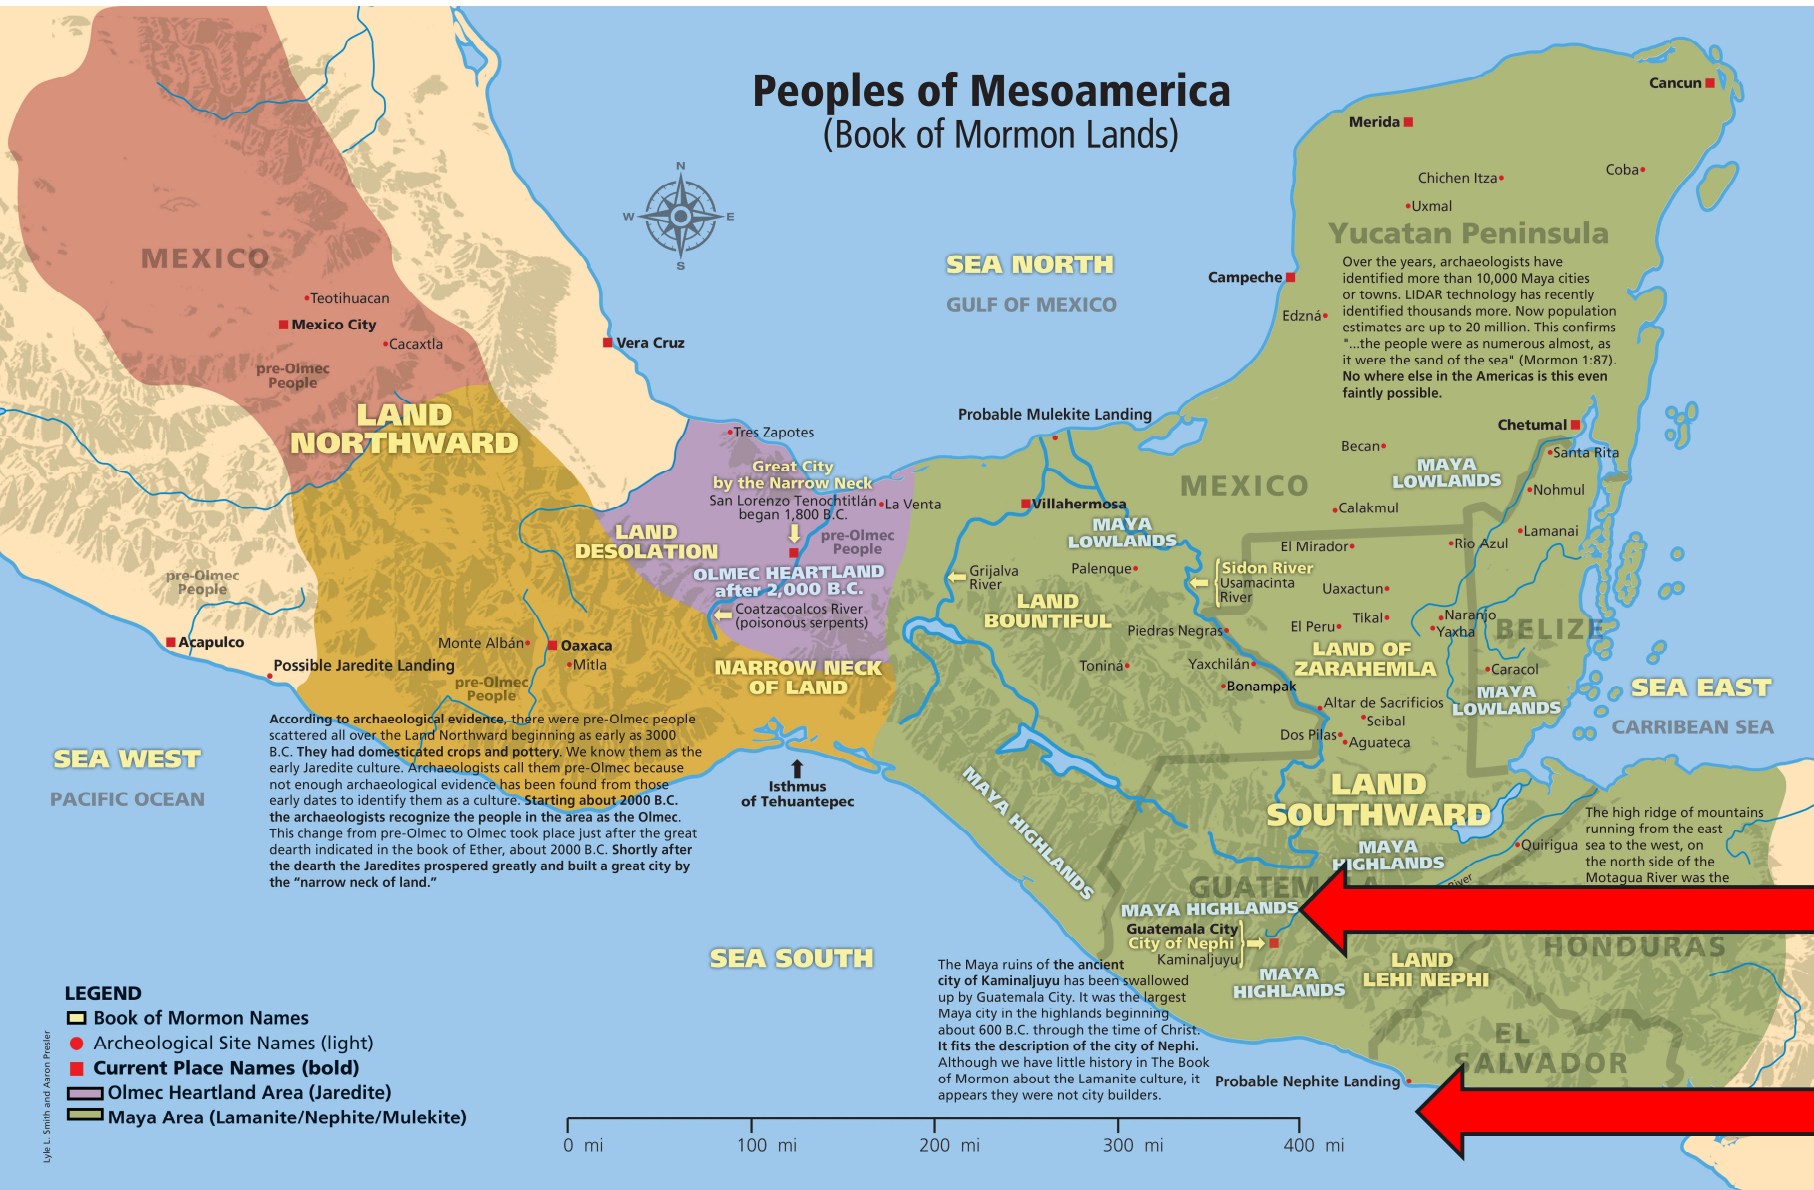 Peoples of Mesoamerica
(Book of Mormon Lands)
N
W
E
S
Cancun
Merida
Chichen Itza
Coba
Uxmal
Yucatan Peninsula
Over the years, archaeologists have
identified more than 10,000 Maya cities
or towns. LIDAR technology has recently
identified thousands more. Now population
estimates are up to 20 million. This confirms
"...the people were as numerous almost, as
it were the sand of the sea" (Mormon 1:87).
No where else in the Americas is this even
faintly possible.
SEA NORTH
GULF OF MEXICO
Campeche
Edzná
MEXICO
Teotihuacan
Mexico City
Cacaxtla
pre-Olmec
People
Vera Cruz
LAND
NORTHWARD
Tres Zapotes
Great City
by the Narrow Neck
San Lorenzo Tenochtitlán
began 1,800 B.C.
La Venta
pre-Olmec
People
LAND
DESOLATION
OLMEC HEARTLAND
after 2,000 B.C.
Coatzacoalcos River
(poisonous serpents)
NARROW NECK
OF LAND
Probable Mulekite Landing
Villahermosa
MAYA
LOWLANDS
MEXICO
Grijalva
River
Palenque
LAND
BOUNTIFUL
Sidon River
Usamacinta
River
Piedras Negras
Toniná
Yaxchilán
Bonampak
Chetumal
Becan
Santa Rita
MAYA
LOWLANDS
Nohmul
Calakmul
Lamanai
El Mirador
Rio Azul
Uaxactun
Tikal
Naranjo
El Peru
Yaxha
BELIZE
LAND OF
ZARAHEMLA
Caracol
MAYA
LOWLANDS
Altar de Sacrificios
Seibal
Dos Pilas
Aguateca
SEA EAST
CARRIBEAN SEA
pre-Olmec
People
Acapulco
Possible Jaredite Landing
Monte Albán
Oaxaca
Mitla
pre-Olmec
People
SEA WEST
PACIFIC OCEAN
According to archaeological evidence, there were pre-Olmec people
scattered all over the Land Northward beginning as early as 3000
B.C. They had domesticated crops and pottery. We know them as the
early Jaredite culture. Archaeologists call them pre-Olmec because
not enough archaeological evidence has been found from those
early dates to identify them as a culture. Starting about 2000 B.C.
the archaeologists recognize the people in the area as the Olmec.
This change from pre-Olmec to Olmec took place just after the great
dearth indicated in the book of Ether, about 2000 B.C. Shortly after
the dearth the Jaredites prospered greatly and built a great city by
the “narrow neck of land.”
Isthmus
of Tehuantepec
MAYA HIGHLANDS
LAND
SOUTHWARD
MAYA
HIGHLANDS
Quirigua
The high ridge of mountains
running from the east
sea to the west, on
the north side of the
Motagua River was the
River
GUATEMALA
MAYA HIGHLANDS
Guatemala City
City of Nephi
Kaminaljuyu
MAYA
HIGHLANDS
HONDURAS
LAND
LEHI NEPHI
EL
SALVADOR
SEA SOUTH
The Maya ruins of the ancient
city of Kaminaljuyu has been swallowed
up by Guatemala City. It was the largest
Maya city in the highlands beginning
about 600 B.C. through the time of Christ.
It fits the description of the city of Nephi.
Although we have little history in The Book
of Mormon about the Lamanite culture, it
appears they were not city builders.
Probable Nephite Landing
LEGEND
Book of Mormon Names
Archeological Site Names (light)
Current Place Names (bold)
Olmec Heartland Area (Jaredite)
Maya Area (Lamanite/Nephite/Mulekite)
Lyle L. Smith and Aaron Presler
0 mi
100 mi
200 mi
300 mi
400 mi